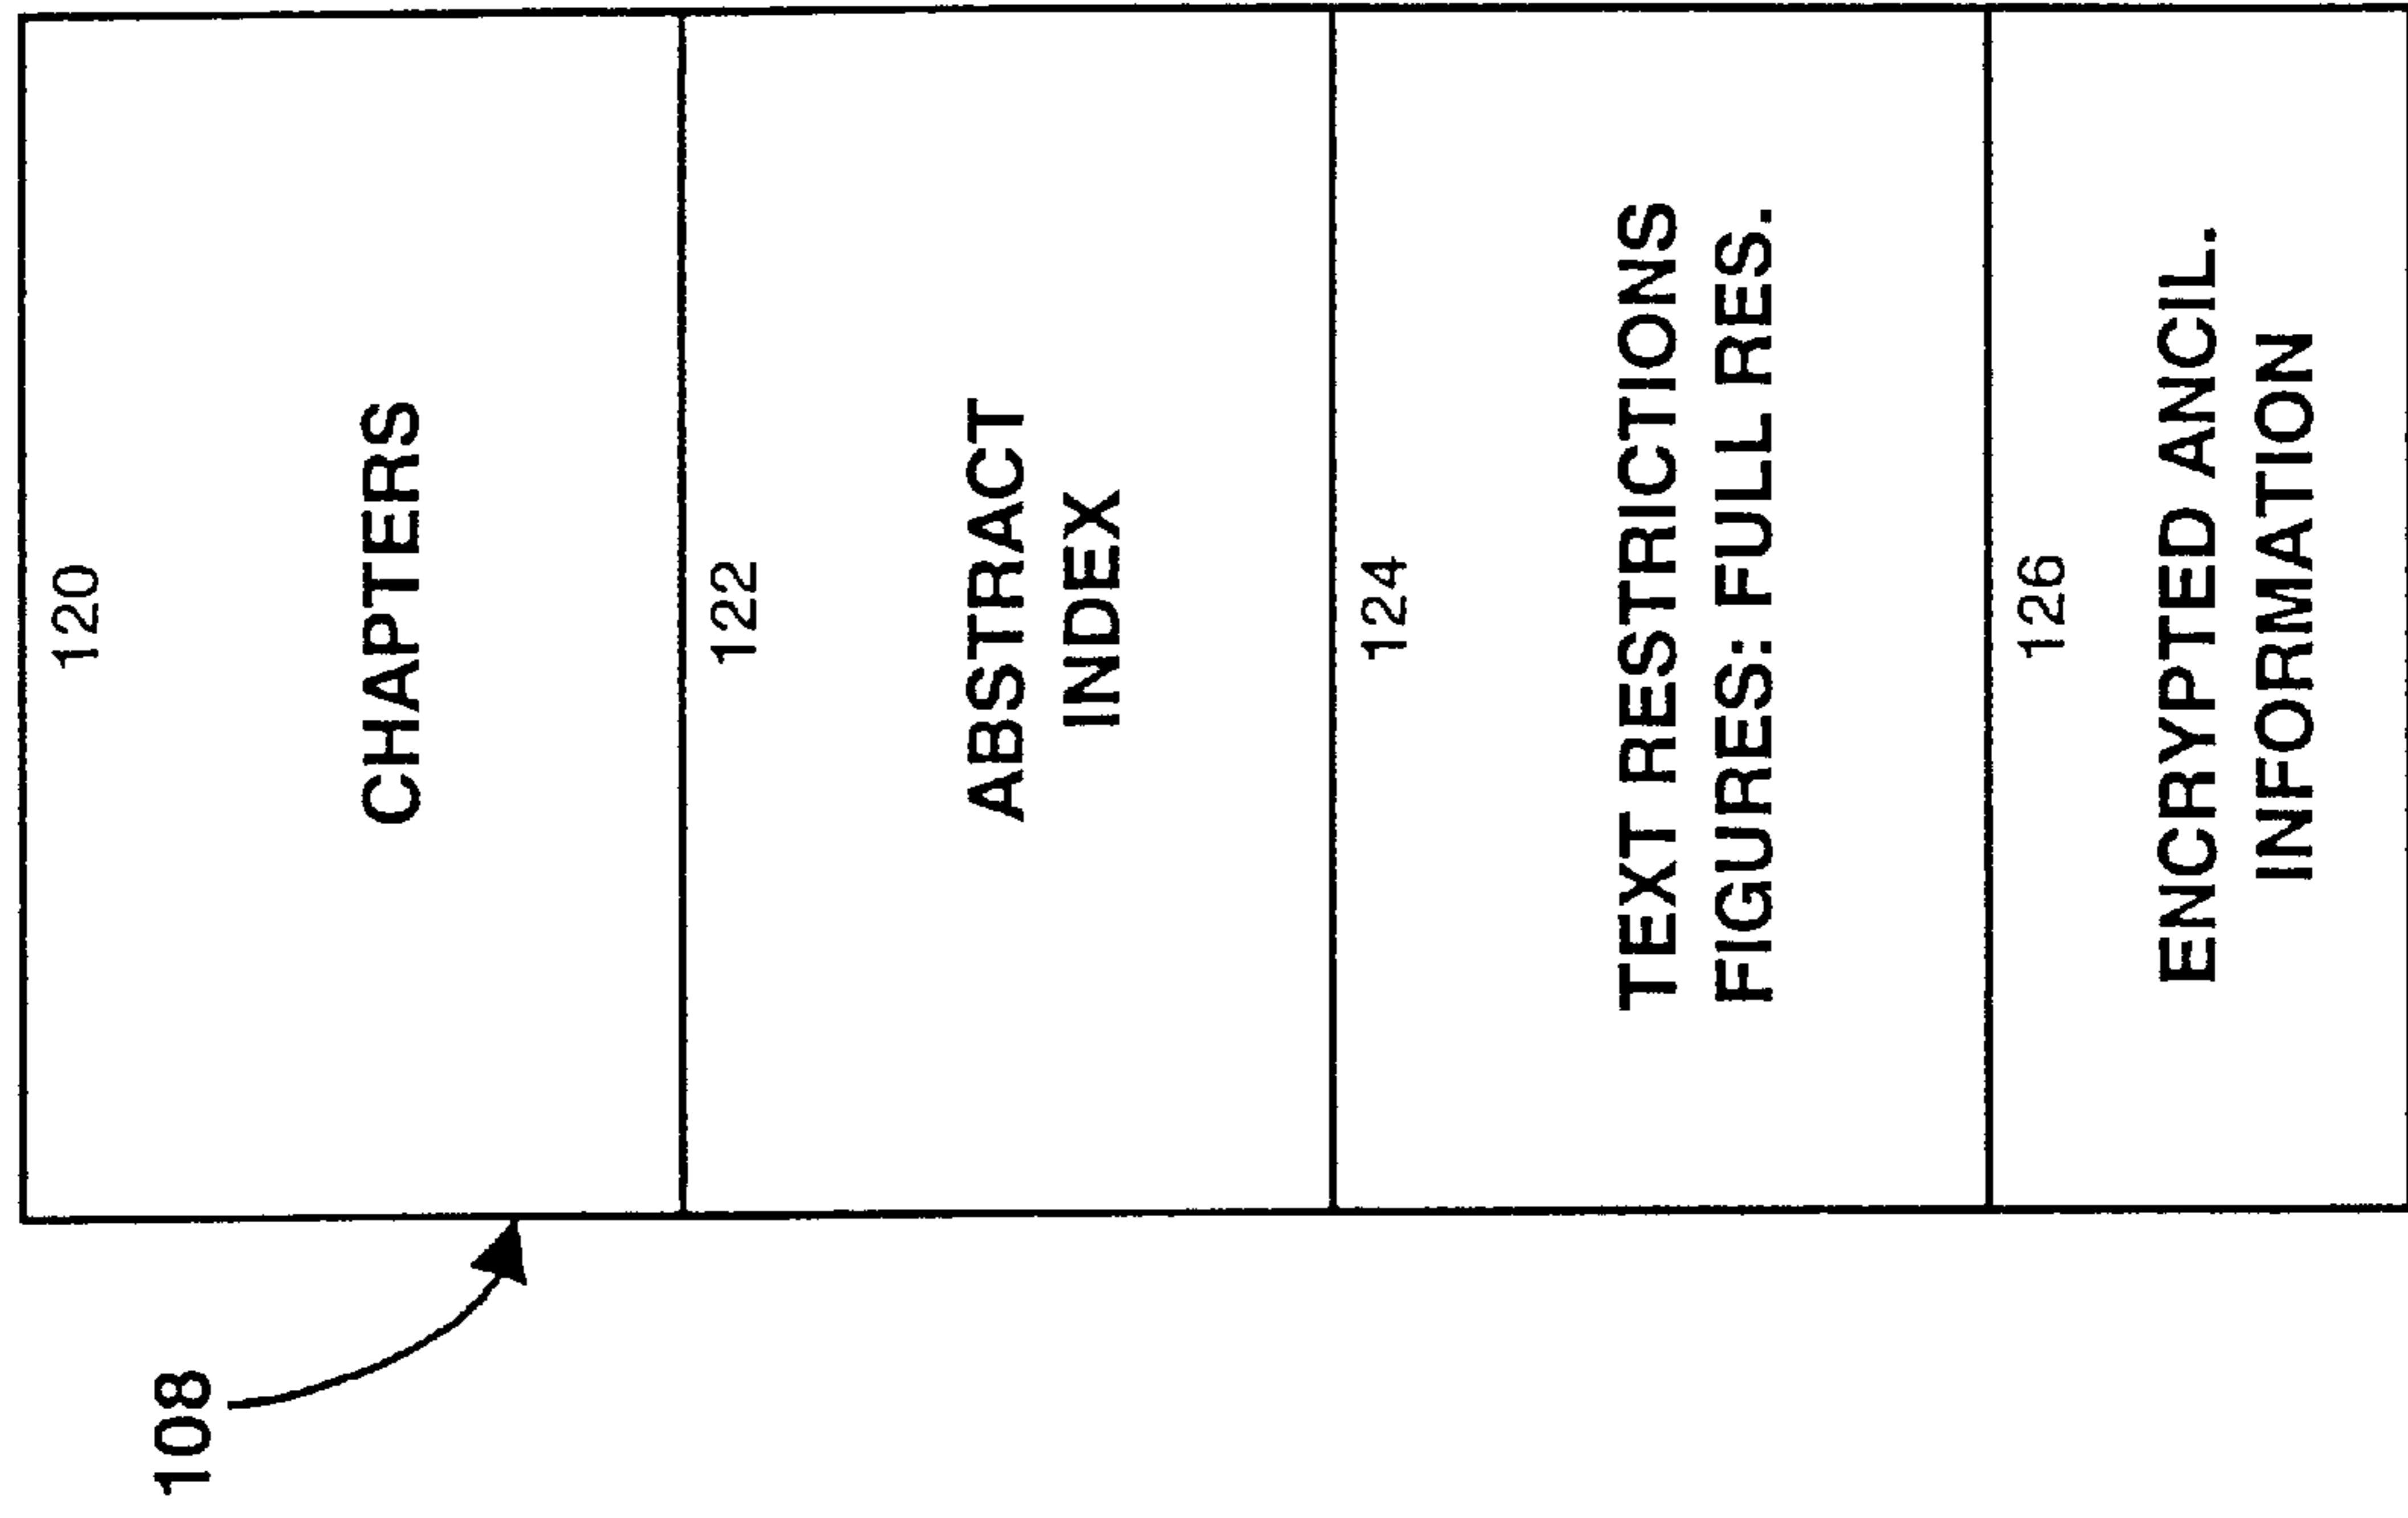 108
120
CHAPTERS
122
ABSTRACT
INDEX
124
TEXT RESTRICTIONS
FIGURES: FULL RES.
126
ENCRYPTED ANCIL.
INFORMATION